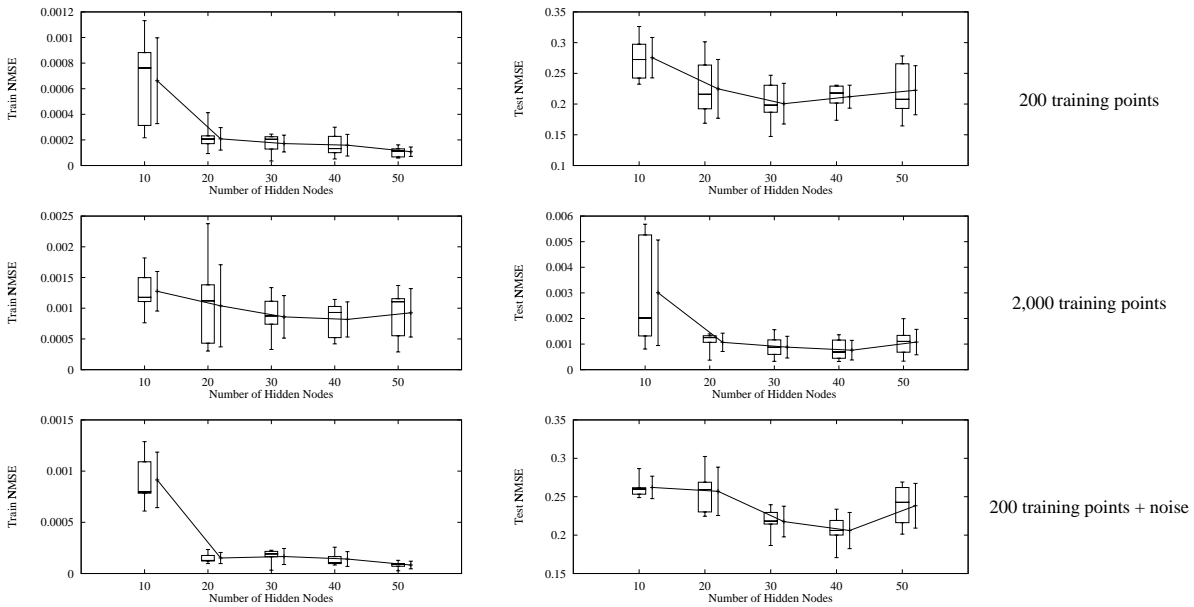 0.0012
0.001
0.0008
0.0006
0.0004
0.0002
0
Train NMSE
10 20 30 40 50
Number of Hidden Nodes
0.35
0.3
0.25
0.2
0.15
0.1
Test NMSE
10 20 30 40 50
Number of Hidden Nodes
200 training points
0.0025
0.002
0.0015
0.001
0.0005
0
Train NMSE
10 20 30 40 50
Number of Hidden Nodes
0.006
0.005
0.004
0.003
0.002
0.001
0
Test NMSE
10 20 30 40 50
Number of Hidden Nodes
2,000 training points
0.0015
0.001
0.0005
0
Train NMSE
10 20 30 40 50
Number of Hidden Nodes
0.35
0.3
0.25
0.2
0.15
Test NMSE
10 20 30 40 50
Number of Hidden Nodes
200 training points + noise